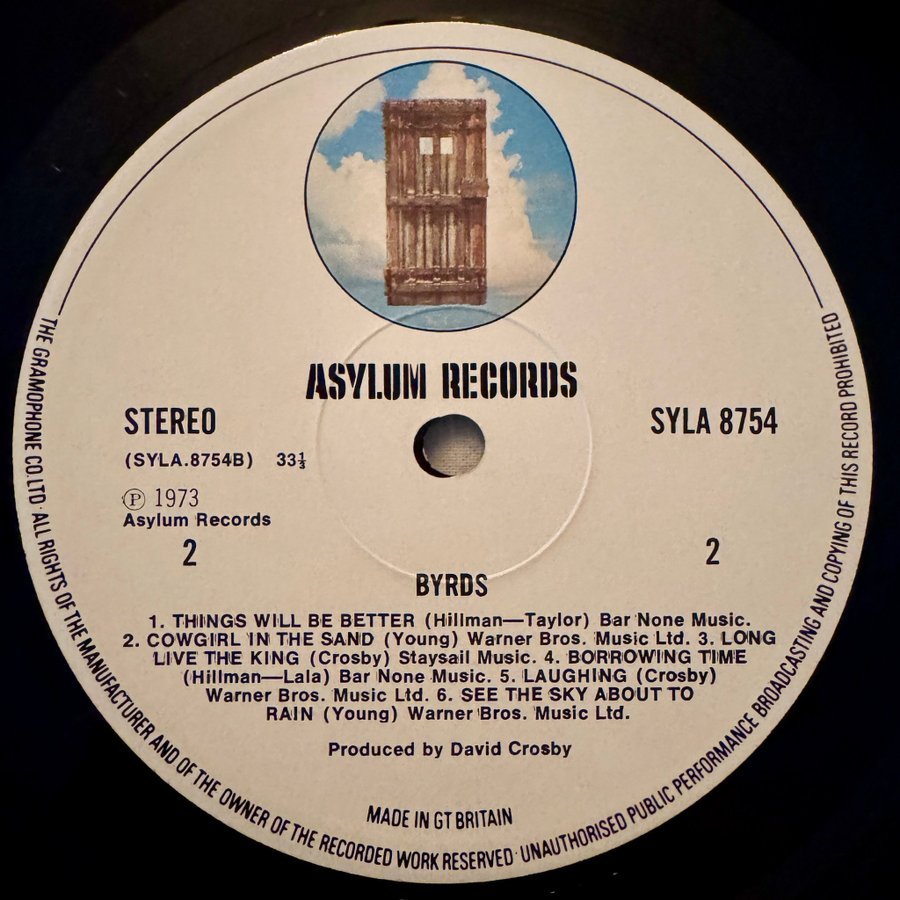 ASYLUM RECORDS
STEREO
SYLA 8754
(SYLA.8754B) 33⅓
Ⓟ 1973
Asylum Records
2
2
BYRDS
1. THINGS WILL BE BETTER (Hillman—Taylor) Bar None Music.
2. COWGIRL IN THE SAND (Young) Warner Bros. Music Ltd. 3. LONG
LIVE THE KING (Crosby) Staysail Music. 4. BORROWING TIME
(Hillman—Lala) Bar None Music. 5. LAUGHING (Crosby)
Warner Bros. Music Ltd. 6. SEE THE SKY ABOUT TO
RAIN (Young) Warner Bros. Music Ltd.
Produced by David Crosby
MADE IN GT BRITAIN
THE GRAMOPHONE CO. LTD · ALL RIGHTS OF THE MANUFACTURER AND OF THE OWNER OF THE RECORDED WORK RESERVED · UNAUTHORISED PUBLIC PERFORMANCE BROADCASTING AND COPYING OF THIS RECORD PROHIBITED